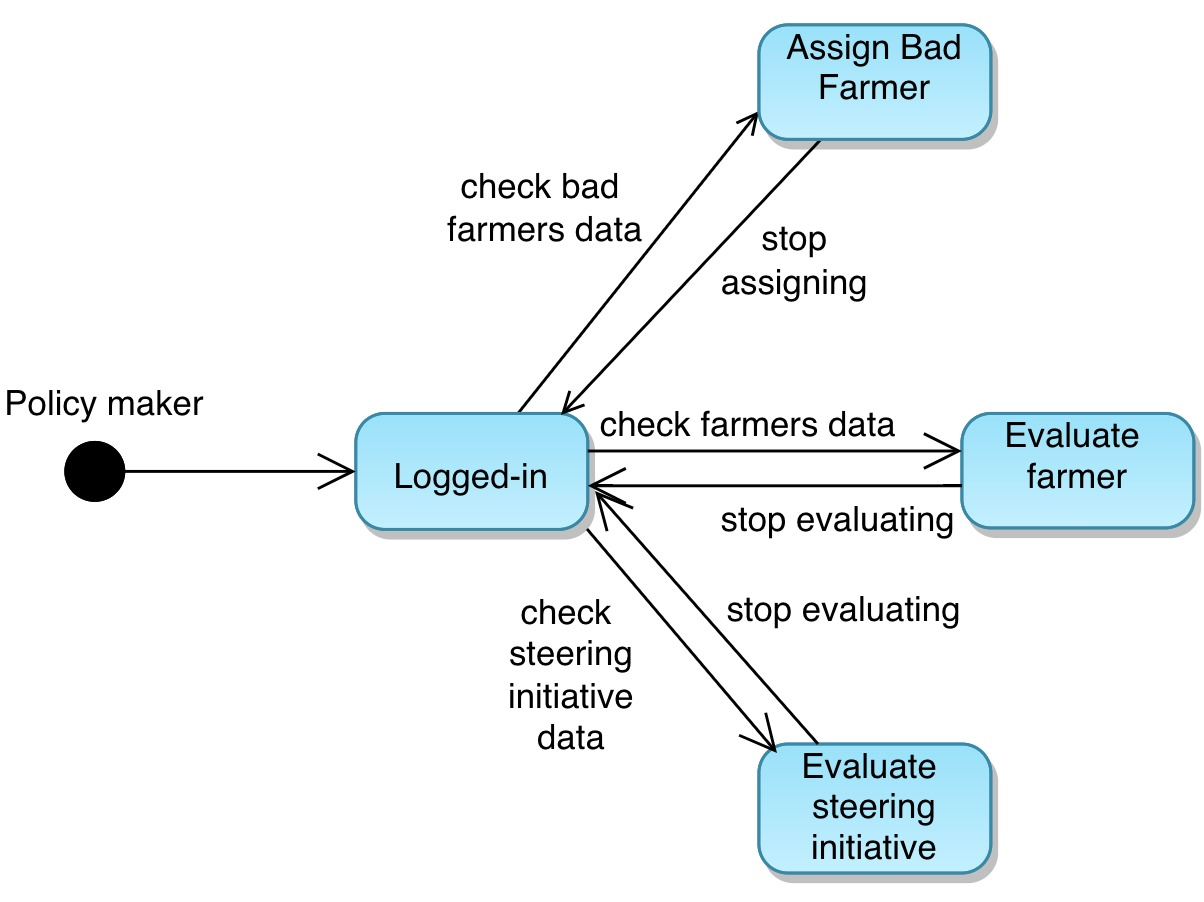 Assign Bad
Farmer
check bad
farmers data
stop
assigning
Policy maker
Logged-in
check farmers data
Evaluate
farmer
stop evaluating
check
steering
initiative
data
stop evaluating
Evaluate
steering
initiative